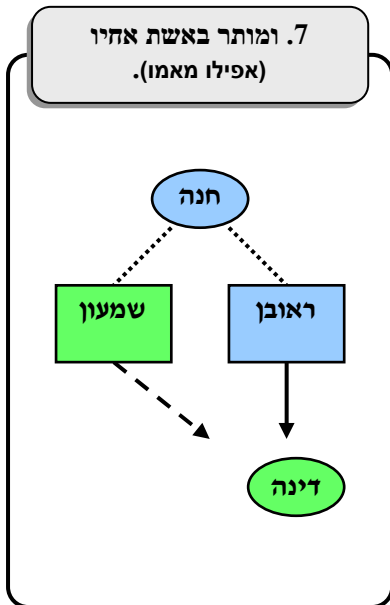 7. ומותר באשת אחיו
(אפילו מאמו).
חנה
ראובן
שמעון
דינה